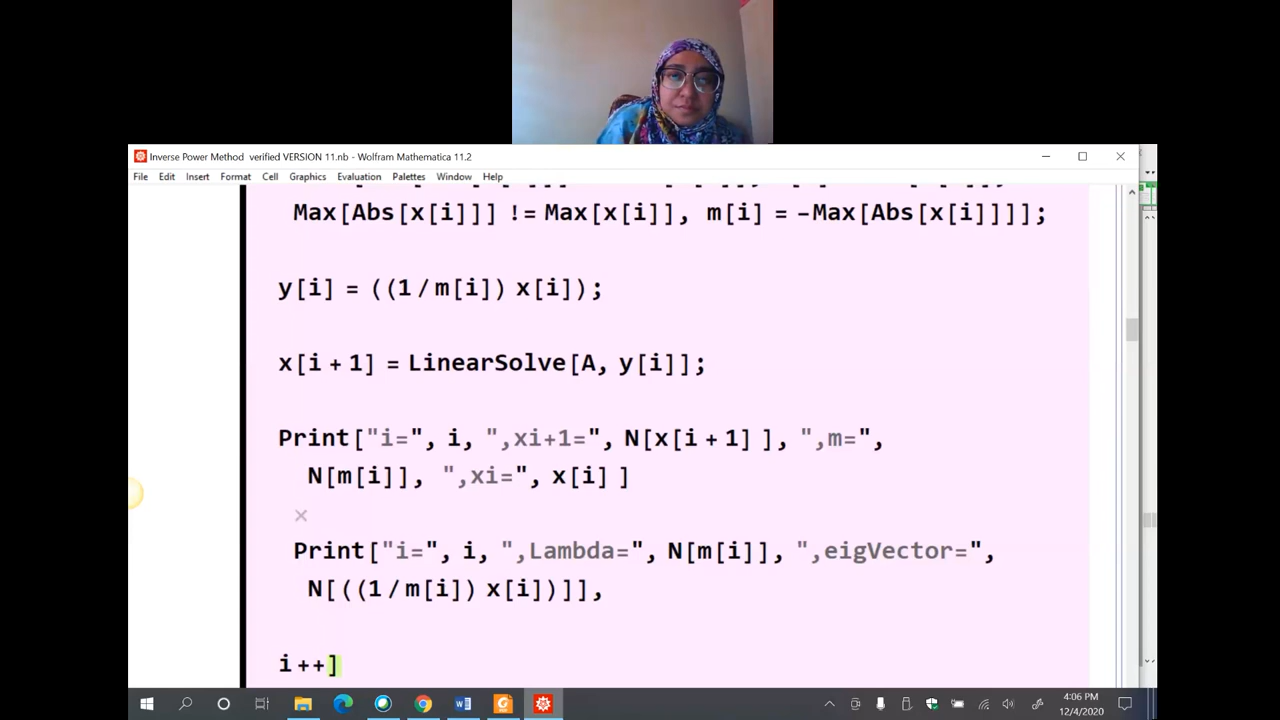 Inverse Power Method verified VERSION 11.nb - Wolfram Mathematica 11.2
File Edit Insert Format Cell Graphics Evaluation Palettes Window Help
Max[Abs[x[i]]] != Max[x[i]], m[i] = -Max[Abs[x[i]]]];
y[i] = ((1/m[i]) x[i]);
x[i + 1] = LinearSolve[A, y[i]];
Print["i=", i, ",xi+1=", N[x[i + 1] ], ",m=",
N[m[i]], ",xi=", x[i] ]
×
Print["i=", i, ",Lambda=", N[m[i]], ",eigVector=",
N[((1/m[i]) x[i])]],
i++]
4:06 PM
12/4/2020